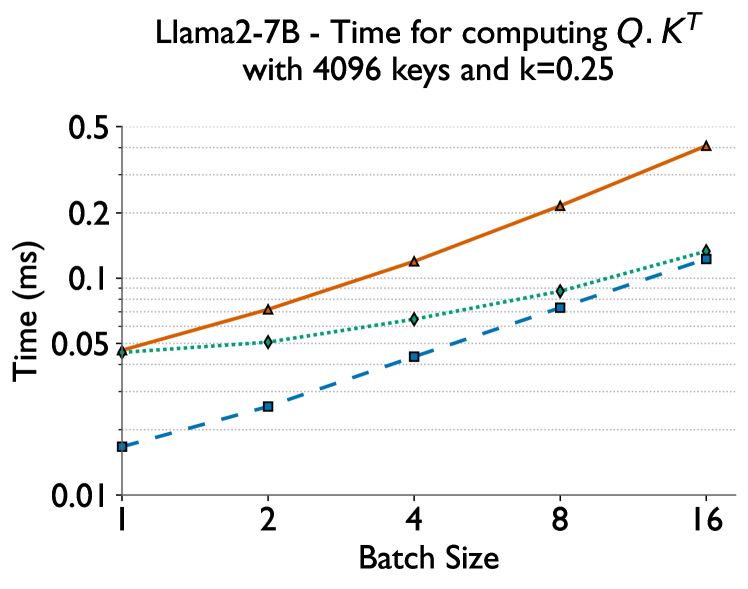 Llama2-7B - Time for computing Q. K^T
with 4096 keys and k=0.25
0.5
0.2
0.1
0.05
0.01
Time (ms)
1 2 4 8 16
Batch Size